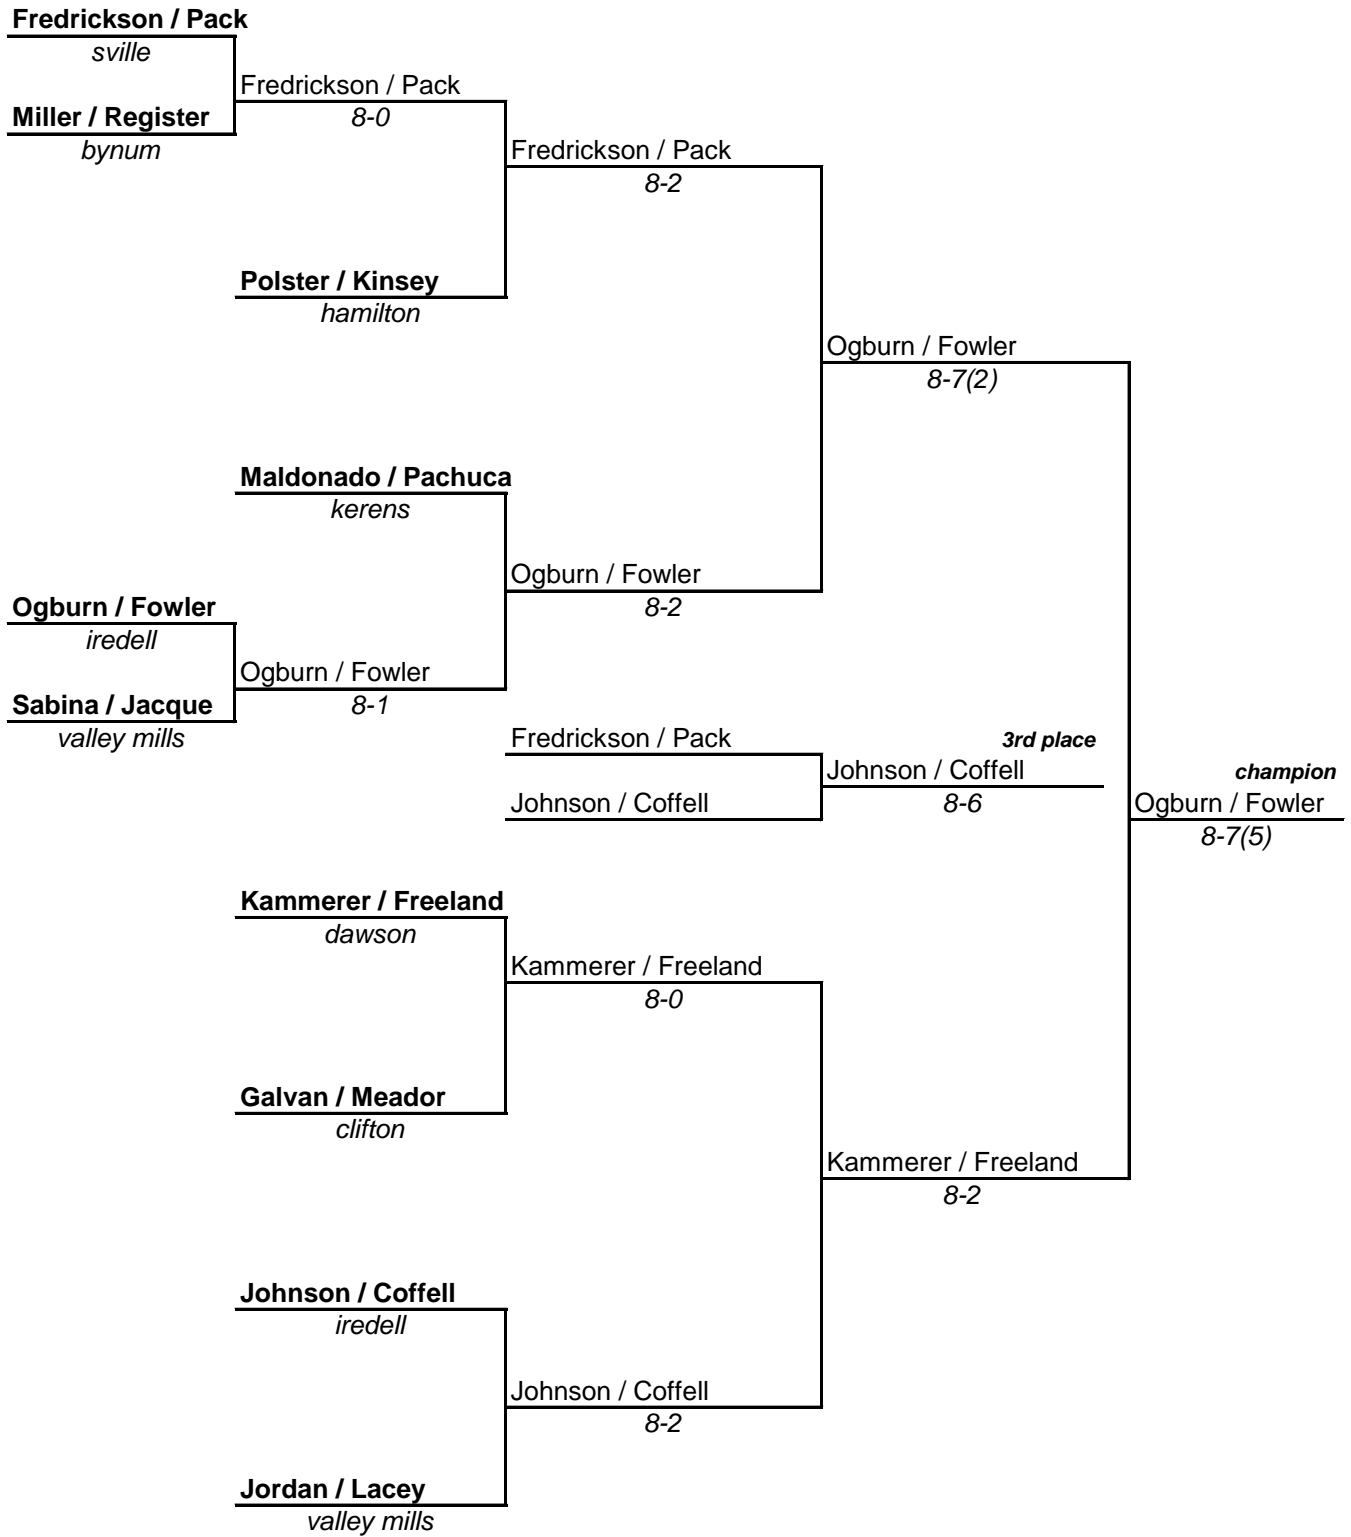 Fredrickson / Pack
sville
Fredrickson / Pack
Miller / Register
8-0
bynum
Fredrickson / Pack
8-2
Polster / Kinsey
hamilton
Ogburn / Fowler
8-7(2)
Maldonado / Pachuca
kerens
Ogburn / Fowler
Ogburn / Fowler
8-2
iredell
Ogburn / Fowler
Sabina / Jacque
8-1
valley mills
Fredrickson / Pack
3rd place
Johnson / Coffell
champion
Johnson / Coffell
8-6
Ogburn / Fowler
8-7(5)
Kammerer / Freeland
dawson
Kammerer / Freeland
8-0
Galvan / Meador
clifton
Kammerer / Freeland
8-2
Johnson / Coffell
iredell
Johnson / Coffell
8-2
Jordan / Lacey
valley mills